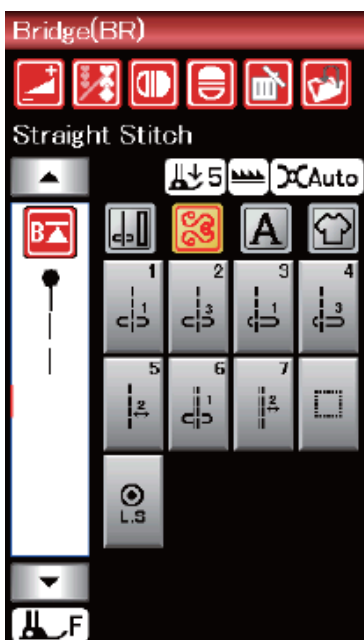 Bridge(BR)
Straight Stitch
5 Auto
B A
1 2 3 4
1 3 1 3
5 6 7
2 1 2
L.S
F